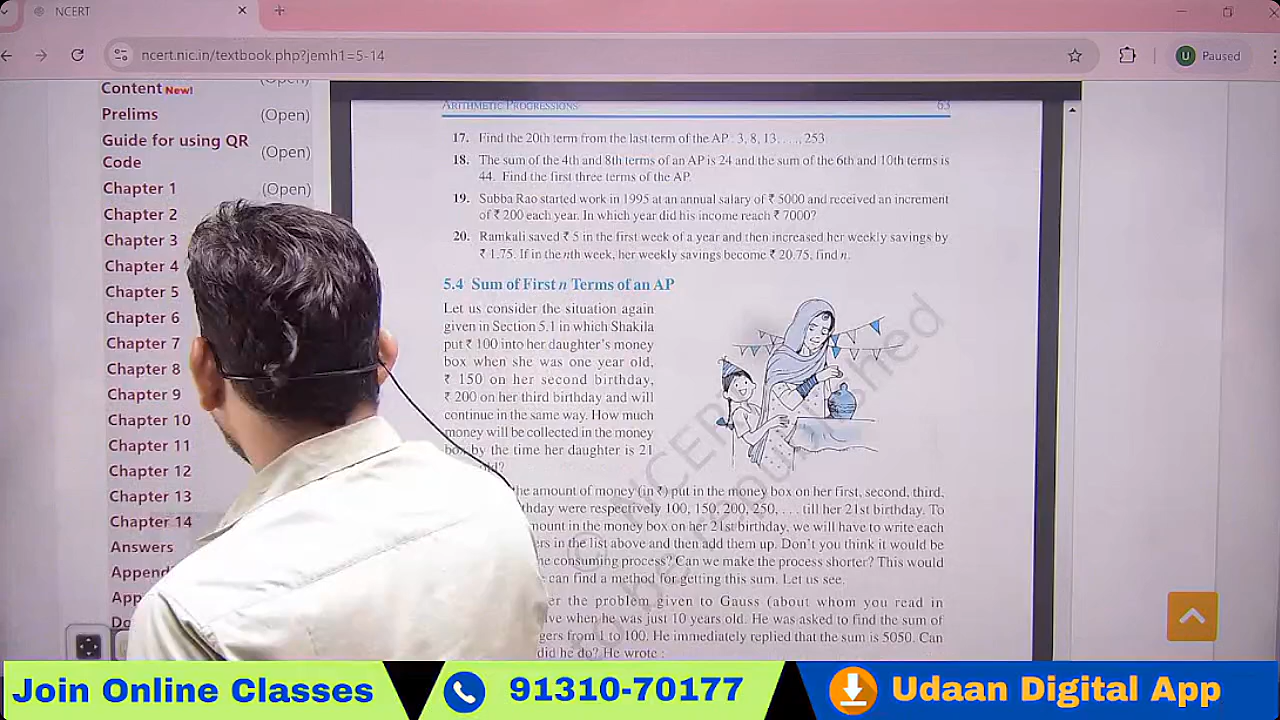 NCERT
ncert.nic.in/textbook.php?jemh1=5-14
U Paused
Content New!
(Open)
Prelims (Open)
Guide for using QR
Code (Open)
Chapter 1 (Open)
Chapter 2
Chapter 3
Chapter 4
Chapter 5
Chapter 6
Chapter 7
Chapter 8
Chapter 9
Chapter 10
Chapter 11
Chapter 12
Chapter 13
Chapter 14
Answers
Append
App
ARITHMETIC PROGRESSIONS 63
17. Find the 20th term from the last term of the AP : 3, 8, 13, . . ., 253.
18. The sum of the 4th and 8th terms of an AP is 24 and the sum of the 6th and 10th terms is
44. Find the first three terms of the AP.
19. Subba Rao started work in 1995 at an annual salary of ₹ 5000 and received an increment
of ₹ 200 each year. In which year did his income reach ₹ 7000?
20. Ramkali saved ₹ 5 in the first week of a year and then increased her weekly savings by
₹ 1.75. If in the nth week, her weekly savings become ₹ 20.75, find n.
5.4 Sum of First n Terms of an AP
Let us consider the situation again
given in Section 5.1 in which Shakila
put ₹ 100 into her daughter's money
box when she was one year old,
₹ 150 on her second birthday,
₹ 200 on her third birthday and will
continue in the same way. How much
money will be collected in the money
box by the time her daughter is 21
he amount of money (in ₹) put in the money box on her first, second, third,
thday were respectively 100, 150, 200, 250, . . . till her 21st birthday. To
mount in the money box on her 21st birthday, we will have to write each
ers in the list above and then add them up. Don't you think it would be
e consuming process? Can we make the process shorter? This would
can find a method for getting this sum. Let us see.
er the problem given to Gauss (about whom you read in
ve when he was just 10 years old. He was asked to find the sum of
gers from 1 to 100. He immediately replied that the sum is 5050. Can
did he do? He wrote :
Join Online Classes
91310-70177
Udaan Digital App